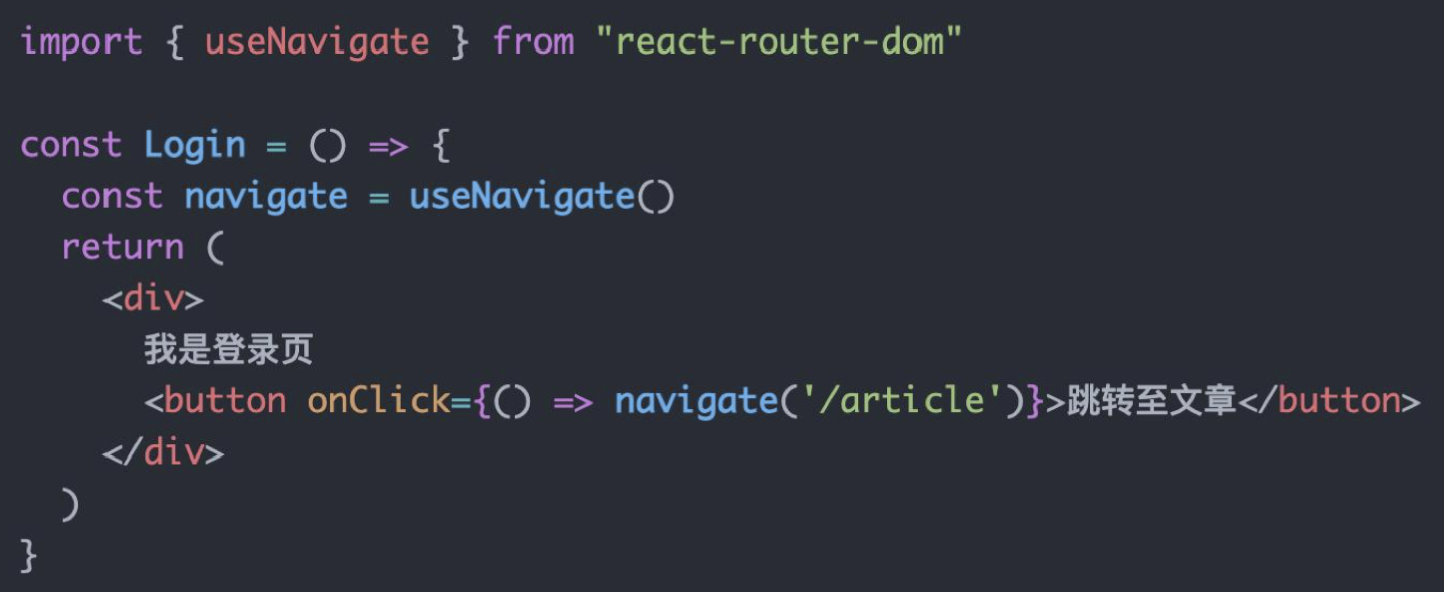 import { useNavigate } from "react-router-dom"

const Login = () => {
  const navigate = useNavigate()
  return (
    <div>
      我是登录页
      <button onClick={() => navigate('/article')}>跳转至文章</button>
    </div>
  )
}